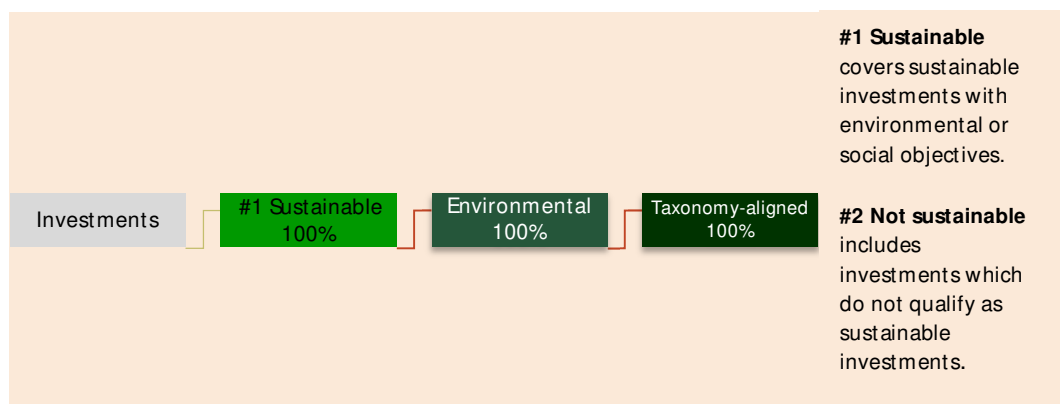 Investments
#1 Sustainable
100%
Environmental
100%
Taxonomy-aligned
100%
#1 Sustainable
covers sustainable
investments with
environmental or
social objectives.
#2 Not sustainable
includes
investments which
do not qualify as
sustainable
investments.